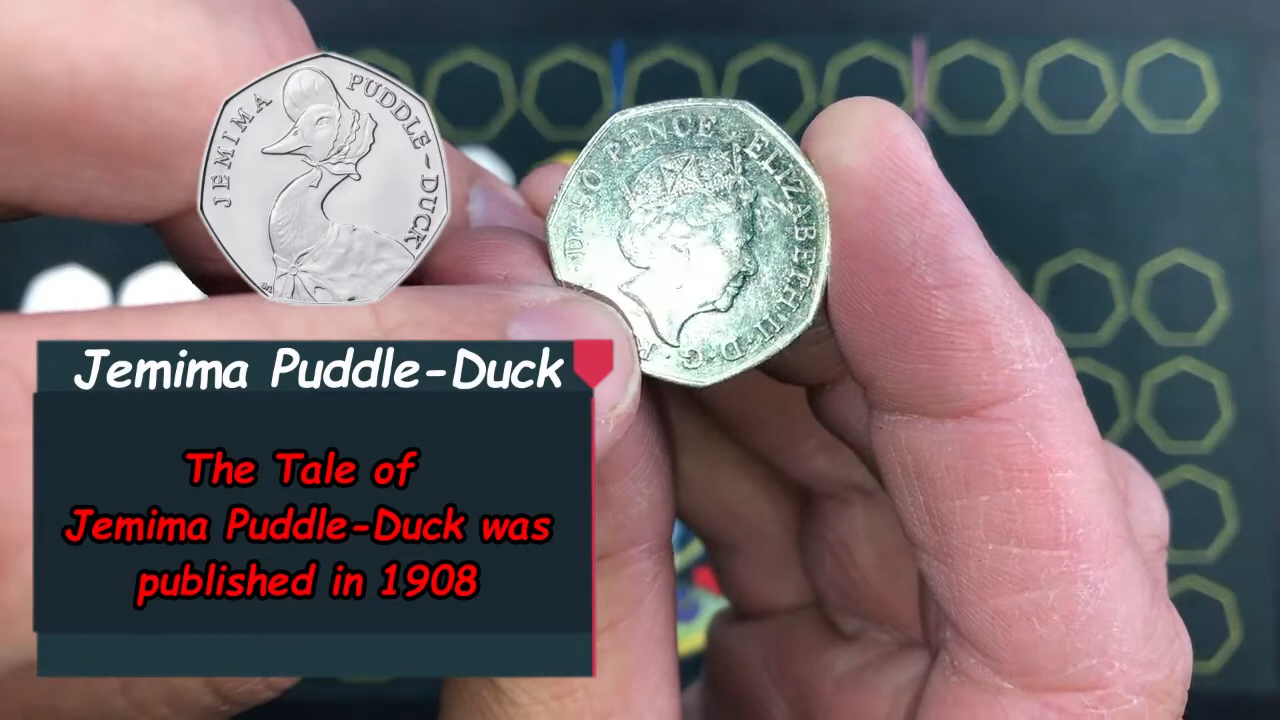 JEMIMA PUDDLE-DUCK
50 PENCE · ELIZABETH II · D · G ·
Jemima Puddle-Duck
The Tale of
Jemima Puddle-Duck was
published in 1908